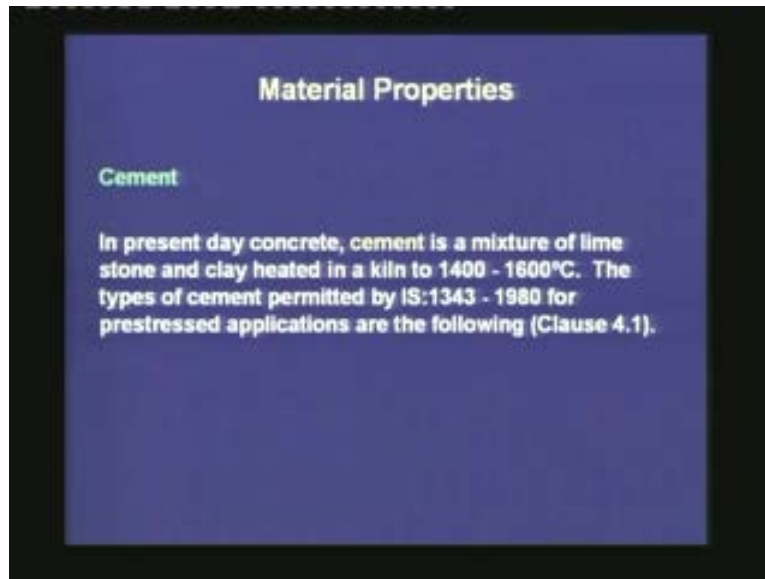 Material Properties
Cement
In present day concrete, cement is a mixture of lime
stone and clay heated in a kiln to 1400 - 1600ºC. The
types of cement permitted by IS:1343 - 1980 for
prestressed applications are the following (Clause 4.1).